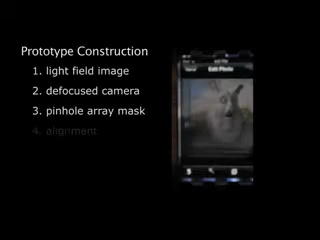 Prototype Construction
1. light field image
2. defocused camera
3. pinhole array mask
4. alignment
Edit Photo